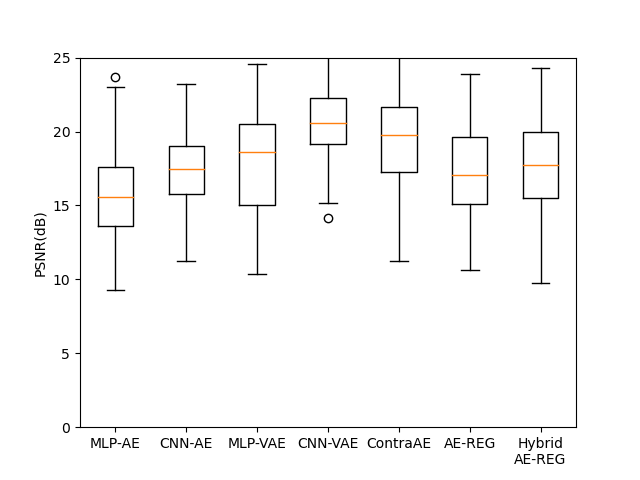 25
20
15
10
5
0
PSNR(dB)
MLP-AE
CNN-AE
MLP-VAE
CNN-VAE
ContraAE
AE-REG
Hybrid
AE-REG